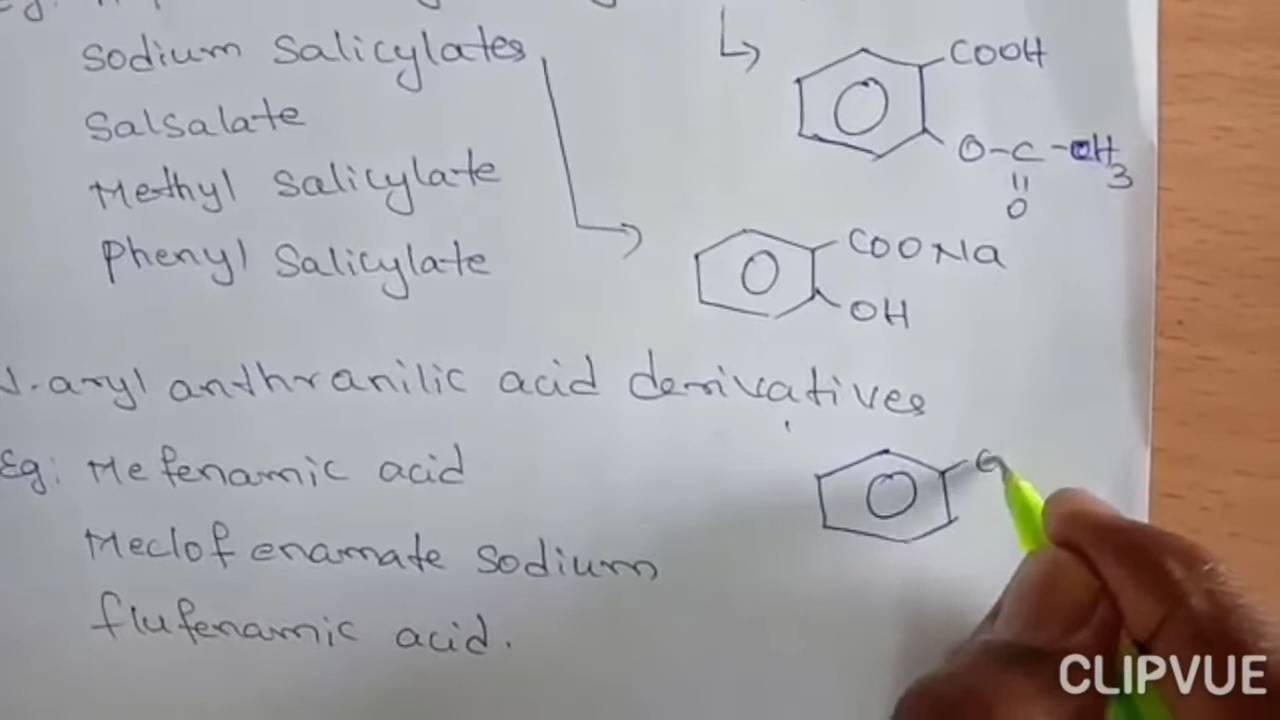 Sodium Salicylates
Salsalate
Methyl Salicylate
Phenyl Salicylate
COOH
O-C-CH3
O
COONa
OH
aryl anthranilic acid derivatives
Eg: Mefenamic acid
Meclofenamate sodium
flufenamic acid.
CLIPVUE